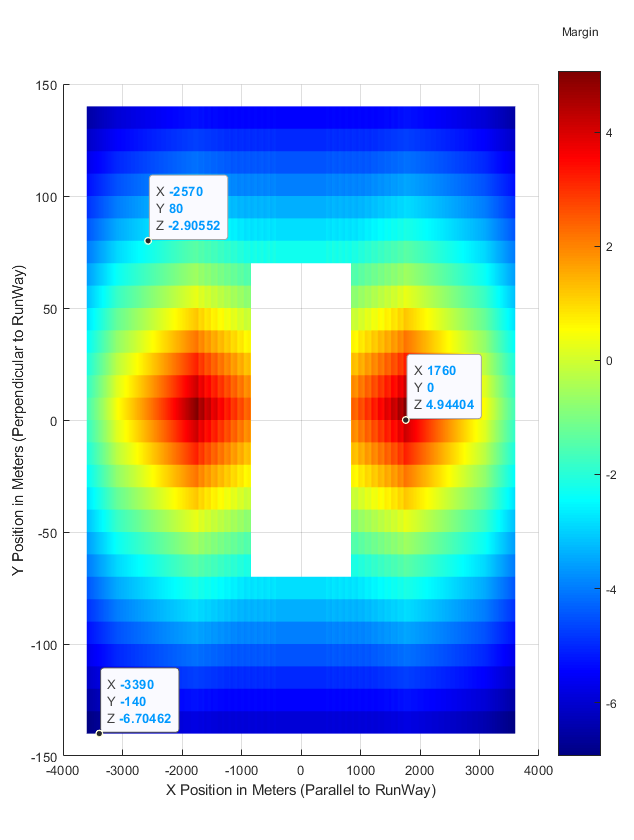 Margin
150
100
50
0
-50
-100
-150
-4000
-3000
-2000
-1000
0
1000
2000
3000
4000
X Position in Meters (Parallel to RunWay)
Y Position in Meters (Perpendicular to RunWay)
X -2570
Y 80
Z -2.90552
X 1760
Y 0
Z 4.94404
X -3390
Y -140
Z -6.70462
4
2
0
-2
-4
-6